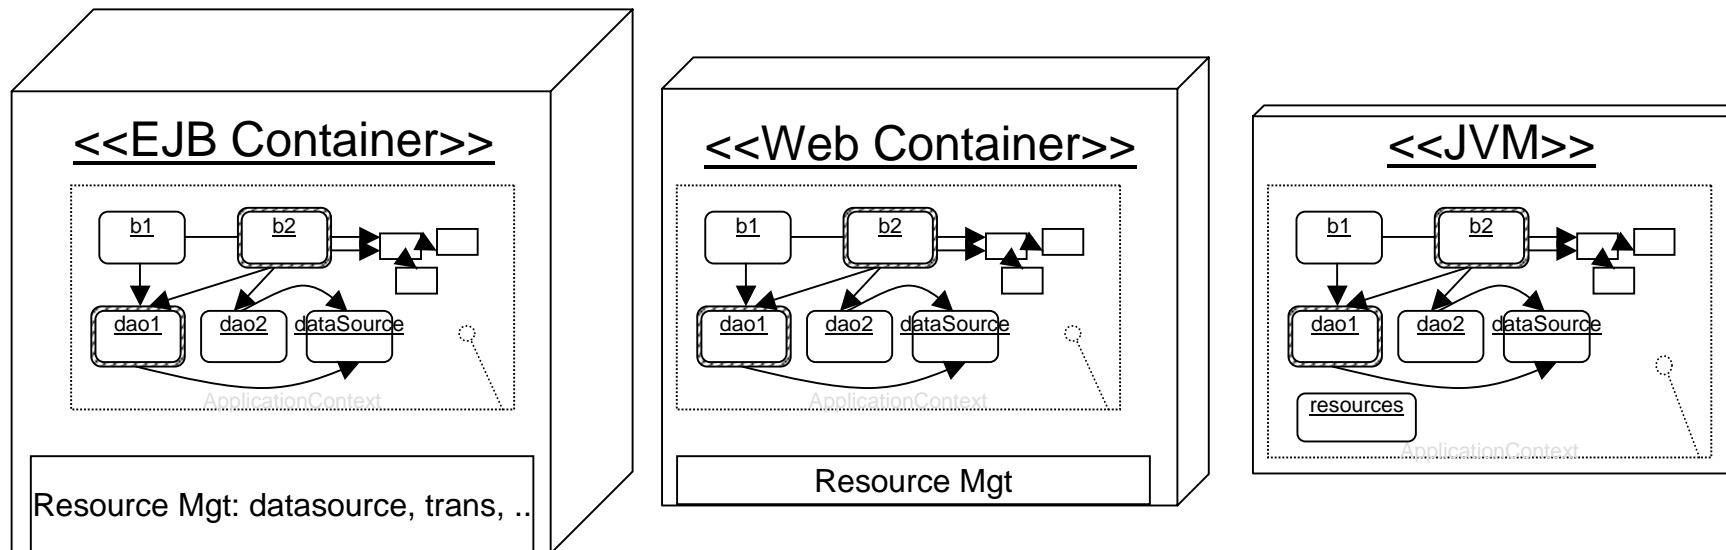 <<EJB Container>>
b1
b2
dao1
dao2
dataSource
ApplicationContext
Resource Mgt: datasource, trans, ..
<<Web Container>>
b1
b2
dao1
dao2
dataSource
ApplicationContext
Resource Mgt
<<JVM>>
b1
b2
dao1
dao2
dataSource
resources
ApplicationContext